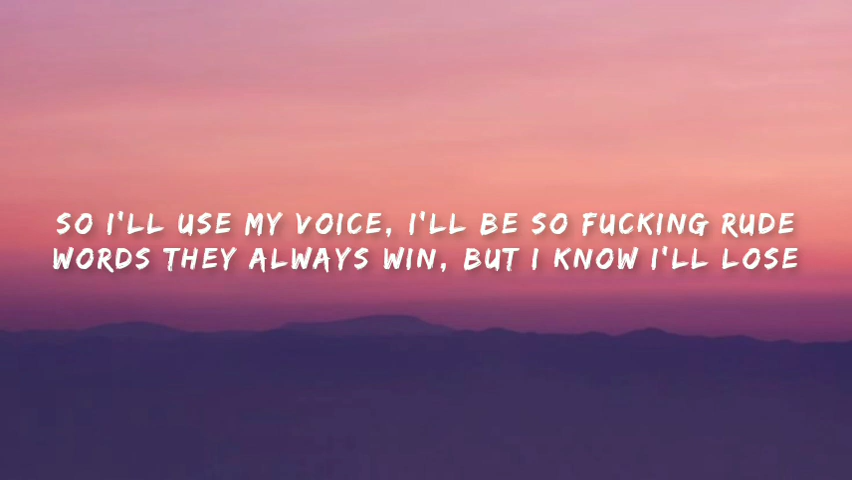 SO I'LL USE MY VOICE, I'LL BE SO FUCKING RUDE
WORDS THEY ALWAYS WIN, BUT I KNOW I'LL LOSE